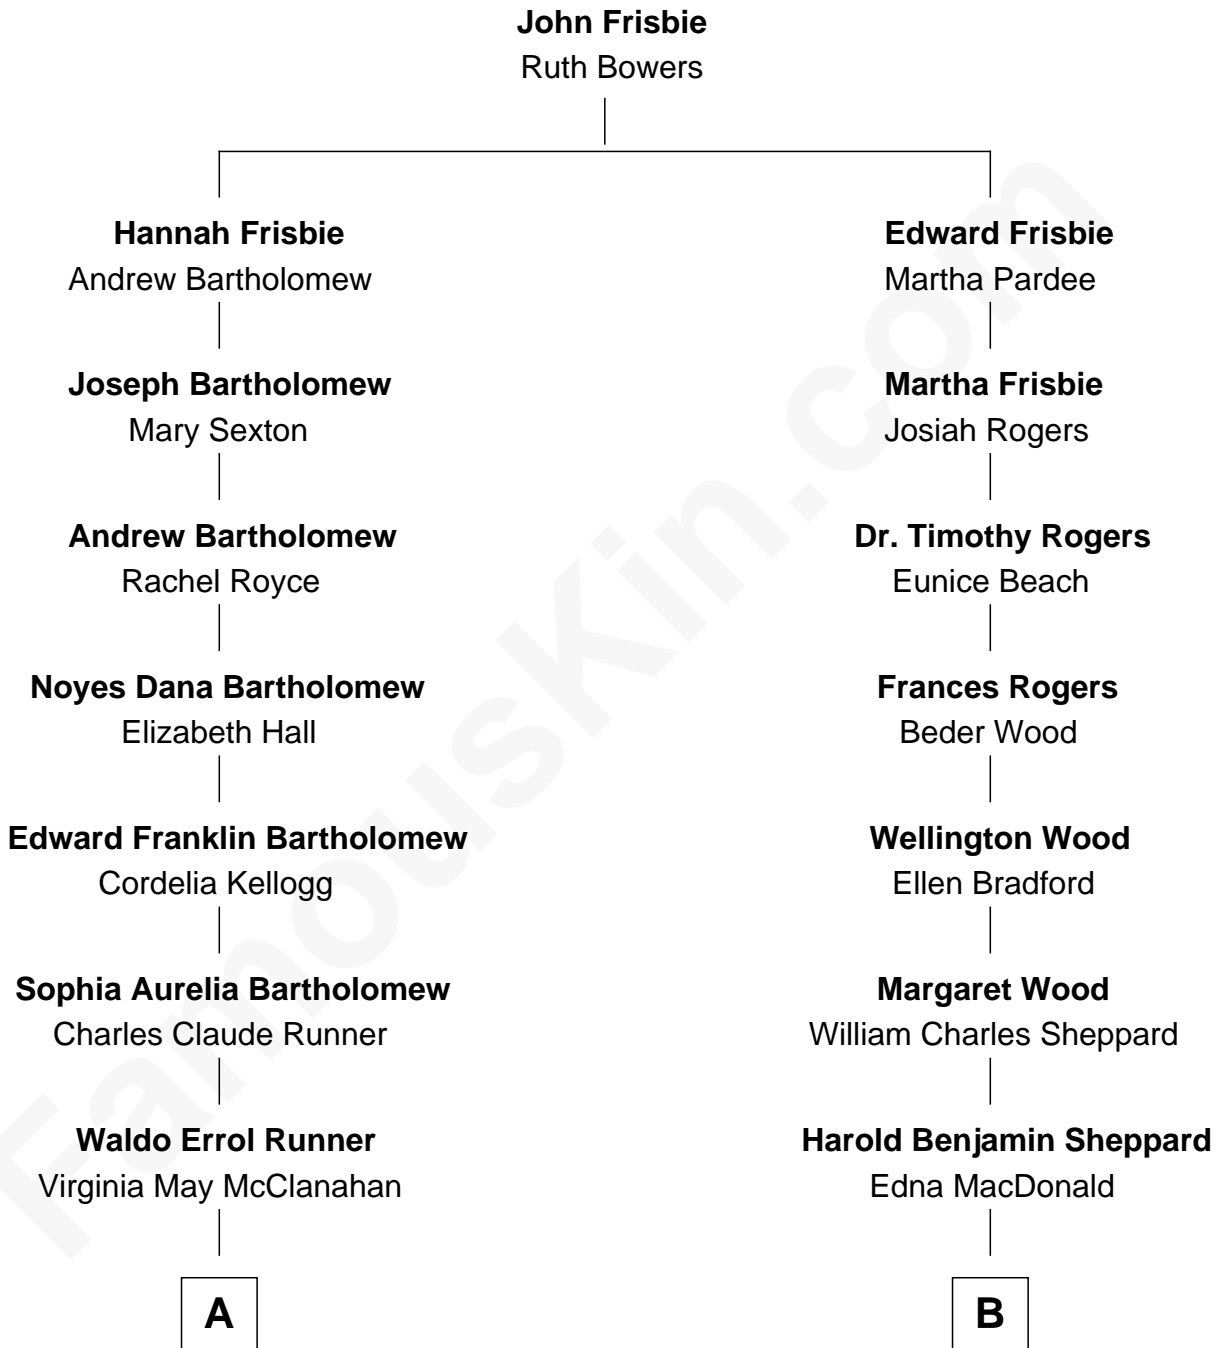 John Frisbie
Ruth Bowers
Hannah Frisbie
Andrew Bartholomew
Edward Frisbie
Martha Pardee
Joseph Bartholomew
Mary Sexton
Martha Frisbie
Josiah Rogers
Andrew Bartholomew
Rachel Royce
Dr. Timothy Rogers
Eunice Beach
Noyes Dana Bartholomew
Elizabeth Hall
Frances Rogers
Beder Wood
Edward Franklin Bartholomew
Cordelia Kellogg
Wellington Wood
Ellen Bradford
Sophia Aurelia Bartholomew
Charles Claude Runner
Margaret Wood
William Charles Sheppard
Waldo Errol Runner
Virginia May McClanahan
Harold Benjamin Sheppard
Edna MacDonald
A
B
FamousKin.com